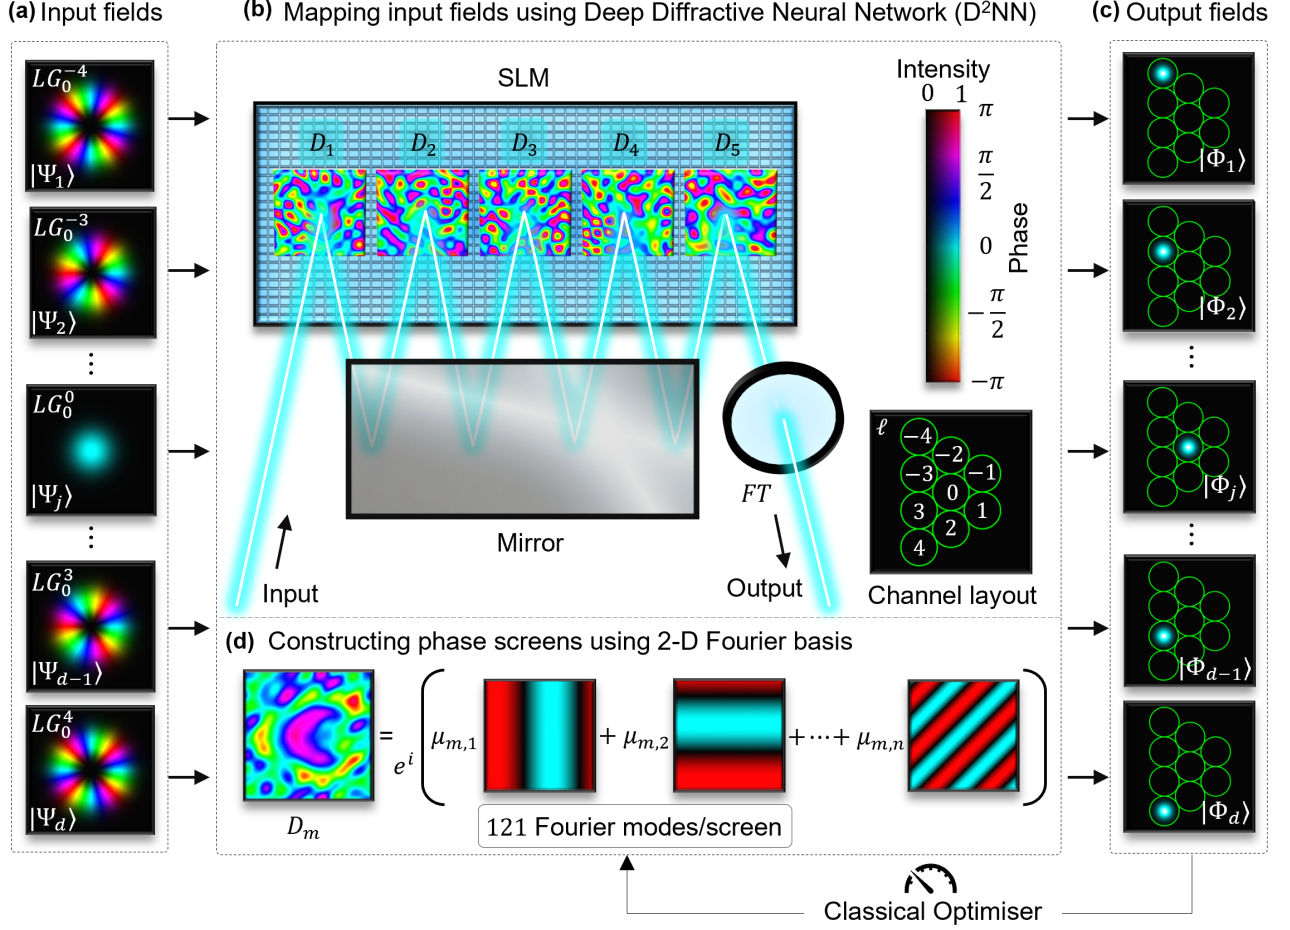 (a) Input fields
(b) Mapping input fields using Deep Diffractive Neural Network (D²NN)
(c) Output fields
LG₀⁻⁴
|Ψ₁⟩
LG₀⁻³
|Ψ₂⟩
⋮
LG₀⁰
|Ψⱼ⟩
⋮
LG₀³
|Ψ_{d−1}⟩
LG₀⁴
|Ψ_d⟩
SLM
D₁ D₂ D₃ D₄ D₅
Mirror
Input
FT
Output
Intensity
0 1
π
π/2
0
−π/2
−π
Phase
ℓ
−4
−2
−3
−1
0
3
1
2
4
Channel layout
(d) Constructing phase screens using 2-D Fourier basis
D_m
= e^i ( μ_{m,1} + μ_{m,2} +⋯+ μ_{m,n} )
121 Fourier modes/screen
|Φ₁⟩
|Φ₂⟩
⋮
|Φⱼ⟩
⋮
|Φ_{d−1}⟩
|Φ_d⟩
Classical Optimiser